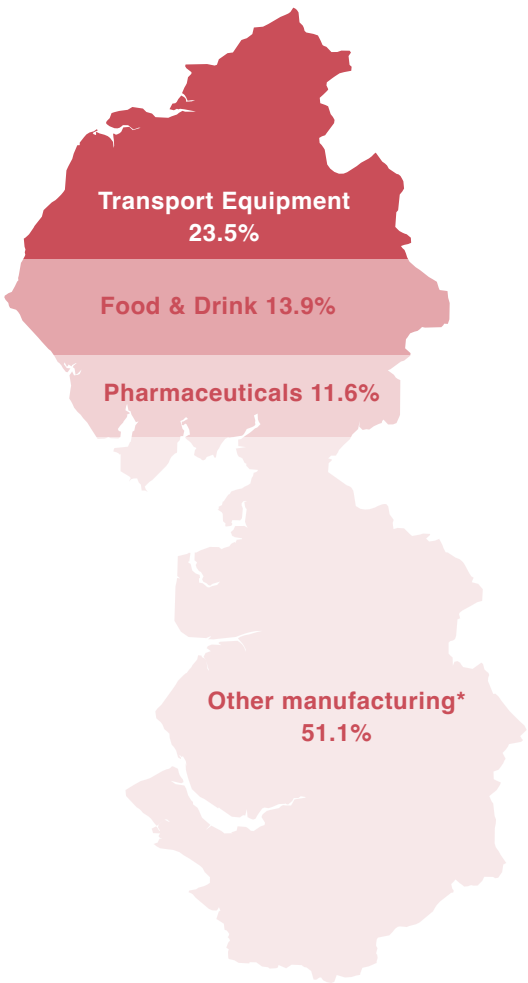 Transport Equipment
23.5%
Food & Drink 13.9%
Pharmaceuticals 11.6%
Other manufacturing*
51.1%